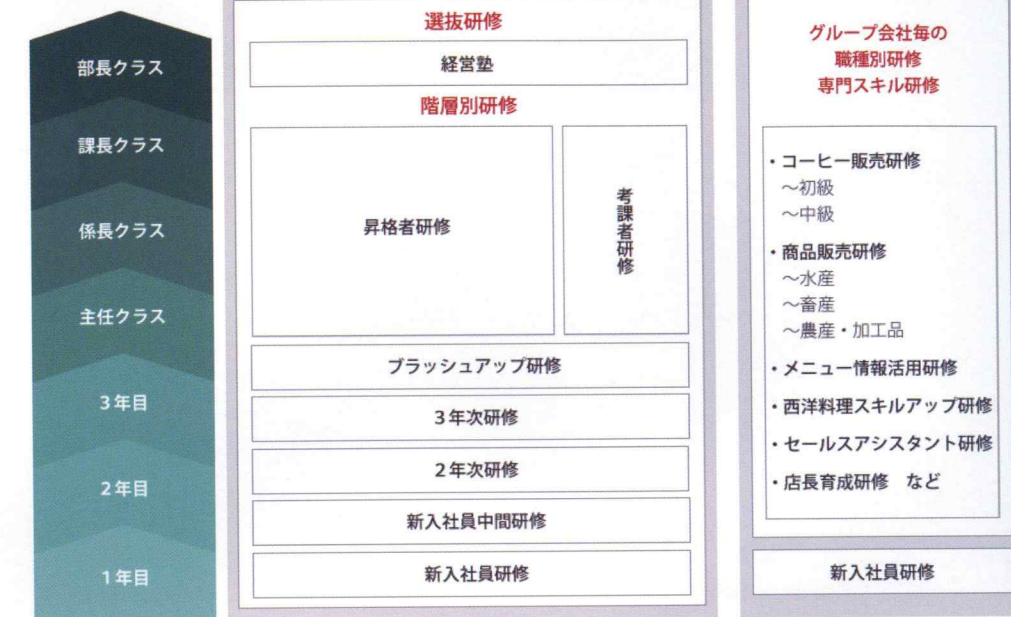 部長クラス
課長クラス
係長クラス
主任クラス
3年目
2年目
1年目
選抜研修
経営塾
階層別研修
昇格者研修
考課者研修
ブラッシュアップ研修
3年次研修
2年次研修
新入社員中間研修
新入社員研修
グループ会社毎の
職種別研修
専門スキル研修
・コーヒー販売研修
～初級
～中級
・商品販売研修
～水産
～畜産
～農産・加工品
・メニュー情報活用研修
・西洋料理スキルアップ研修
・セールスアシスタント研修
・店長育成研修　など
新入社員研修